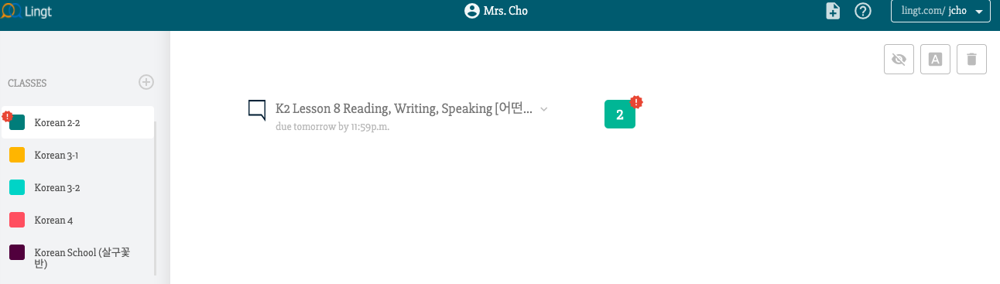 Lingt
Mrs. Cho
lingt.com/ jcho
CLASSES
A
Korean 2-2
Korean 3-1
Korean 3-2
Korean 4
Korean School (살구꽃
반)
K2 Lesson 8 Reading, Writing, Speaking [어떤...
due tomorrow by 11:59p.m.
2